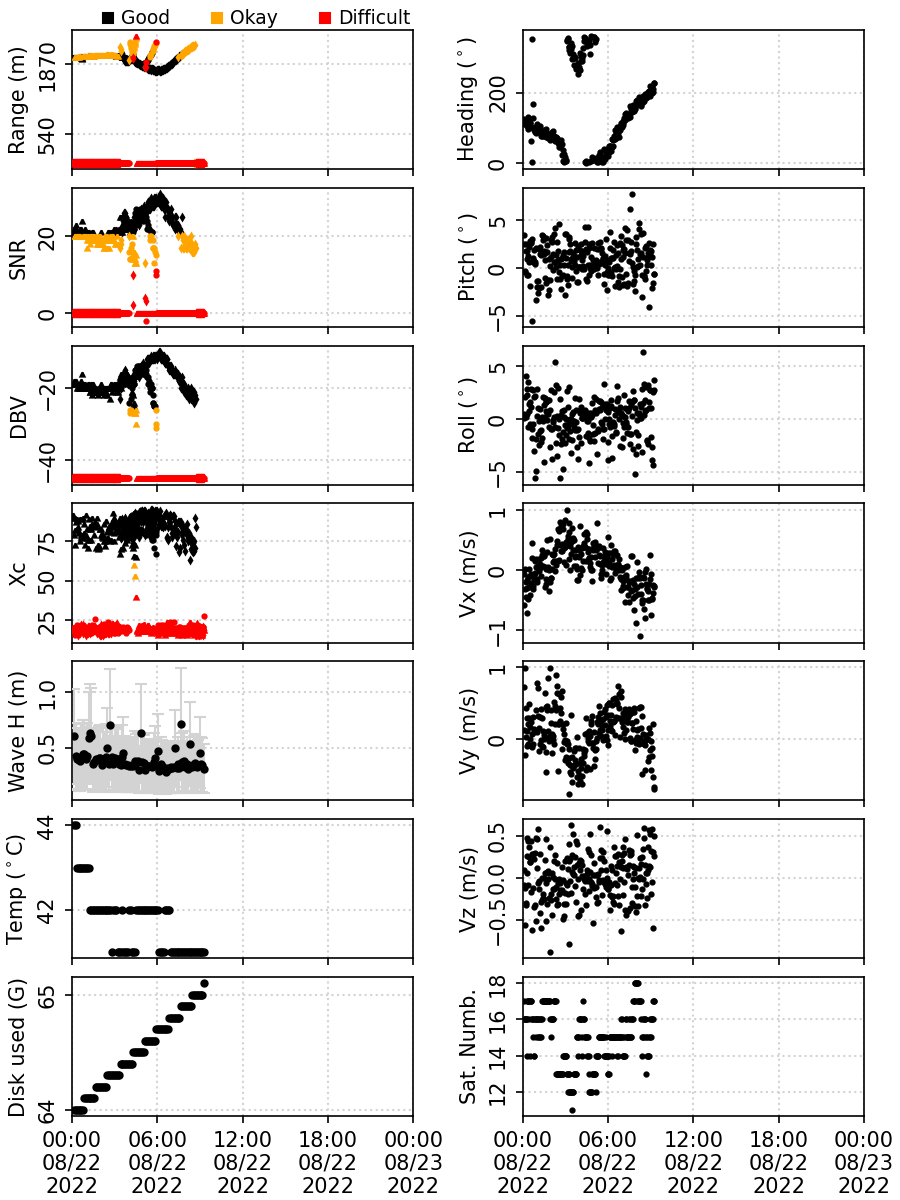 Good Okay Difficult
Range (m)
1870
540
Heading (°)
200
0
SNR
20
0
Pitch (°)
5
0
−5
DBV
−20
−40
Roll (°)
5
0
−5
Xc
75
50
25
Vx (m/s)
1
0
−1
Wave H (m)
1.0
0.5
Vy (m/s)
1
0
Temp (°C)
44
42
Vz (m/s)
0.5
0.0
−0.5
Disk used (G)
65
64
Sat. Numb.
18
16
14
12
00:00 06:00 12:00 18:00 00:00
08/22 08/22 08/22 08/22 08/23
2022 2022 2022 2022 2022
00:00 06:00 12:00 18:00 00:00
08/22 08/22 08/22 08/22 08/23
2022 2022 2022 2022 2022